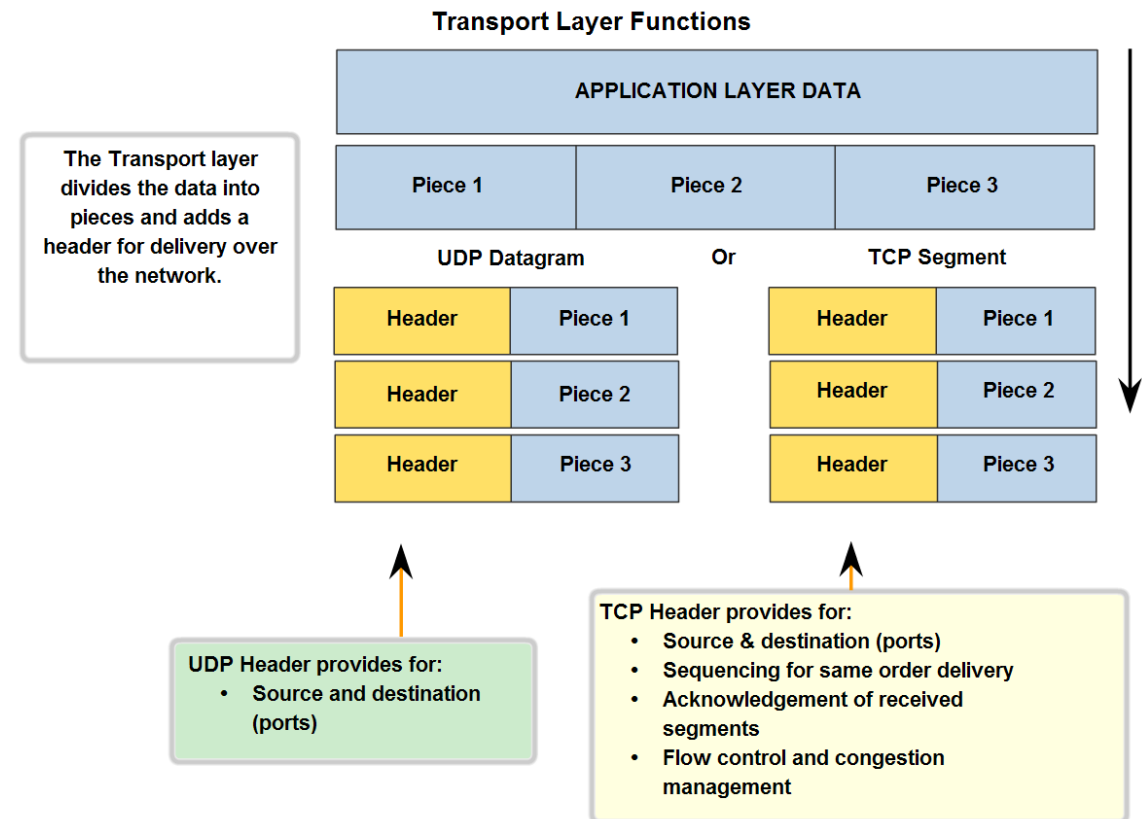 Transport Layer Functions
APPLICATION LAYER DATA
The Transport layer
divides the data into
pieces and adds a
header for delivery over
the network.
Piece 1 Piece 2 Piece 3
UDP Datagram Or TCP Segment
Header Piece 1 Header Piece 1
Header Piece 2 Header Piece 2
Header Piece 3 Header Piece 3
UDP Header provides for:
• Source and destination
(ports)
TCP Header provides for:
• Source & destination (ports)
• Sequencing for same order delivery
• Acknowledgement of received
segments
• Flow control and congestion
management